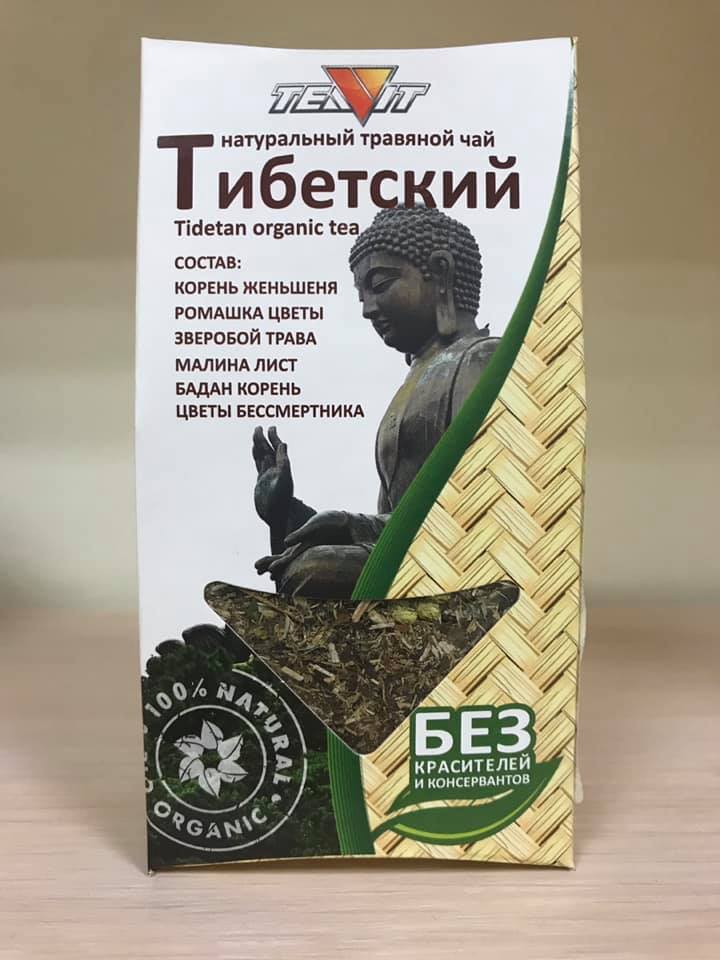 TEAVIT
натуральный травяной чай
Тибетский
Tidetan organic tea
СОСТАВ:
КОРЕНЬ ЖЕНЬШЕНЯ
РОМАШКА ЦВЕТЫ
ЗВЕРОБОЙ ТРАВА
МАЛИНА ЛИСТ
БАДАН КОРЕНЬ
ЦВЕТЫ БЕССМЕРТНИКА
100% NATURAL
ORGANIC
БЕЗ
КРАСИТЕЛЕЙ
И КОНСЕРВАНТОВ